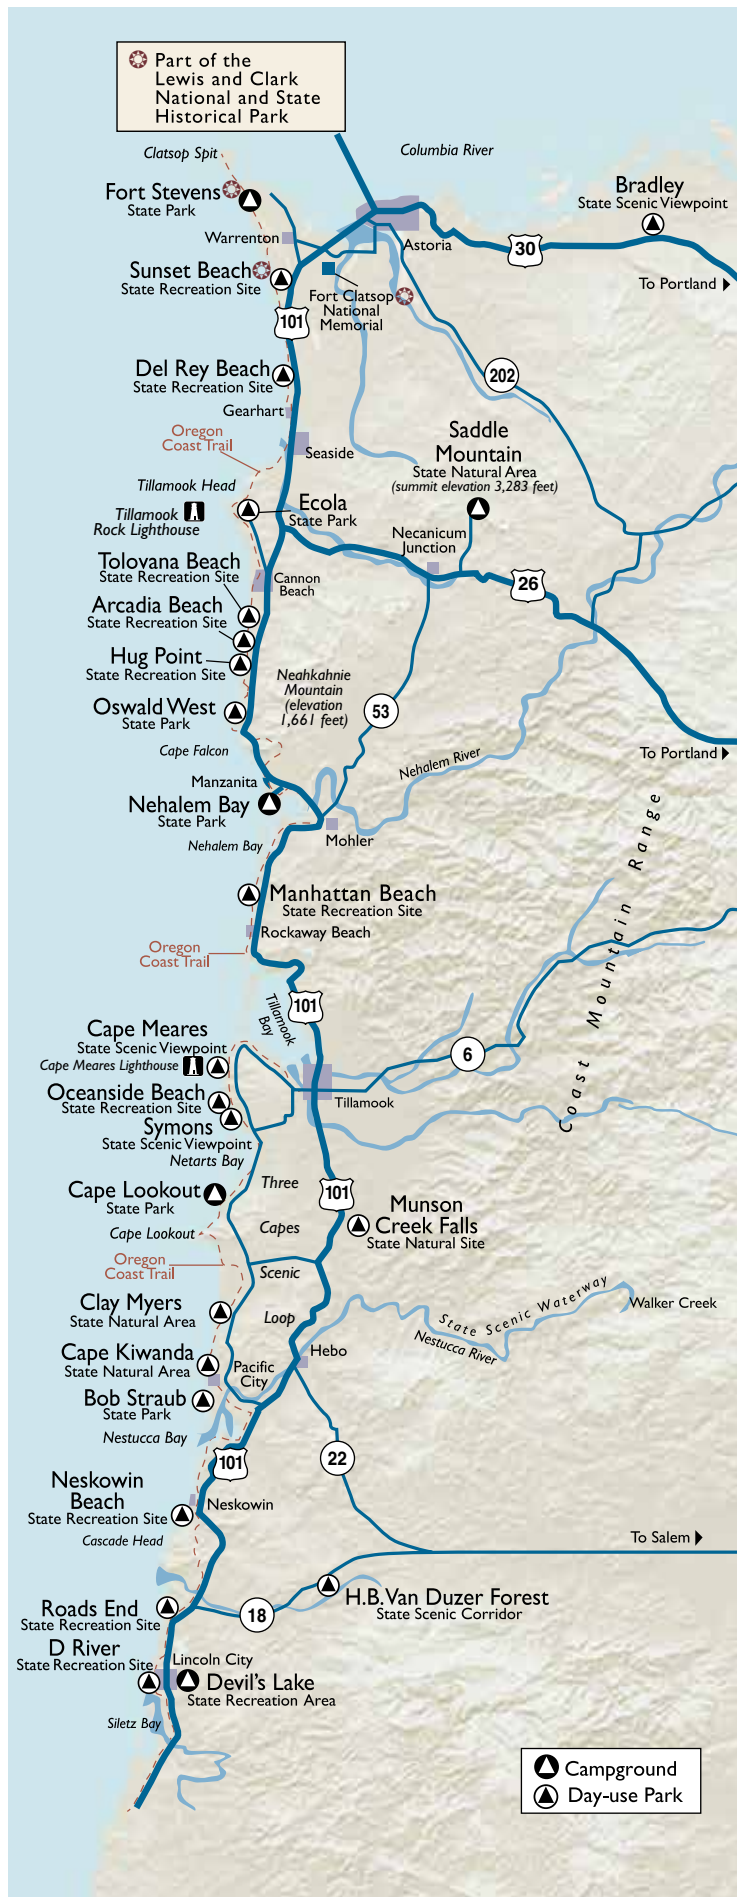 Part of the
Lewis and Clark
National and State
Historical Park
Clatsop Spit
Columbia River
Fort Stevens
State Park
Bradley
State Scenic Viewpoint
Warrenton
Astoria
30
To Portland
Sunset Beach
State Recreation Site
Fort Clatsop
National
Memorial
101
Del Rey Beach
State Recreation Site
202
Gearhart
Oregon
Coast Trail
Seaside
Saddle
Mountain
State Natural Area
(summit elevation 3,283 feet)
Tillamook Head
Ecola
State Park
Tillamook
Rock Lighthouse
Necanicum
Junction
Tolovana Beach
State Recreation Site
Cannon
Beach
26
Arcadia Beach
State Recreation Site
Hug Point
State Recreation Site
Neahkahnie
Mountain
(elevation
1,661 feet)
53
Oswald West
State Park
Cape Falcon
Nehalem River
To Portland
Manzanita
Nehalem Bay
State Park
Mohler
Nehalem Bay
Coast Mountain Range
Manhattan Beach
State Recreation Site
Rockaway Beach
Oregon
Coast Trail
Tillamook
Bay
101
Cape Meares
State Scenic Viewpoint
Cape Meares Lighthouse
6
Oceanside Beach
State Recreation Site
Tillamook
Symons
State Scenic Viewpoint
Netarts Bay
Three
Capes
Scenic
Loop
Cape Lookout
State Park
101
Munson
Creek Falls
State Natural Site
Cape Lookout
Oregon
Coast Trail
Clay Myers
State Natural Area
State Scenic Waterway
Nestucca River
Walker Creek
Hebo
Cape Kiwanda
State Natural Area
Pacific
City
Bob Straub
State Park
Nestucca Bay
101
22
Neskowin
Beach
State Recreation Site
Neskowin
Cascade Head
To Salem
H.B. Van Duzer Forest
State Scenic Corridor
Roads End
State Recreation Site
18
D River
State Recreation Site
Lincoln City
Devil's Lake
State Recreation Area
Siletz Bay
Campground
Day-use Park